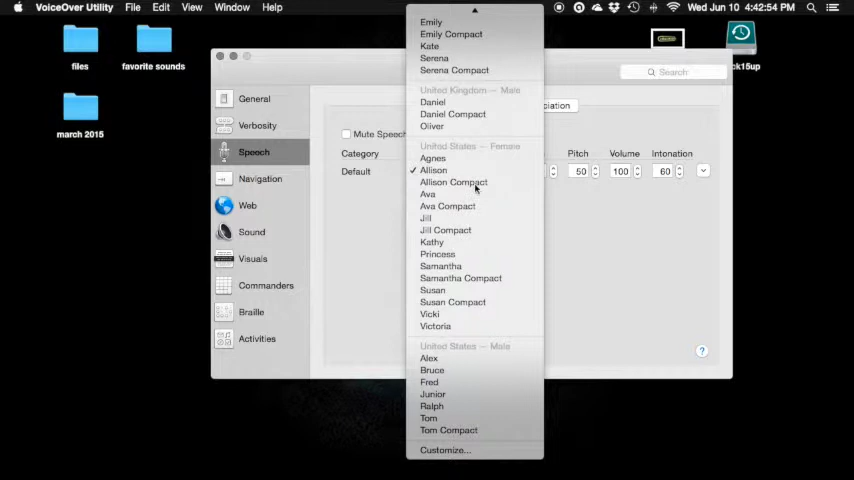 VoiceOver Utility File Edit View Window Help
Wed Jun 10 4:42:54 PM
files
favorite sounds
march 2015
ck15up
Search
General
Verbosity
Speech
Navigation
Web
Sound
Visuals
Commanders
Braille
Activities
ciation
Mute Speech
Category
Pitch Volume Intonation
Default
50 100 60
?
Emily
Emily Compact
Kate
Serena
Serena Compact
United Kingdom — Male
Daniel
Daniel Compact
Oliver
United States — Female
Agnes
✓ Allison
Allison Compact
Ava
Ava Compact
Jill
Jill Compact
Kathy
Princess
Samantha
Samantha Compact
Susan
Susan Compact
Vicki
Victoria
United States — Male
Alex
Bruce
Fred
Junior
Ralph
Tom
Tom Compact
Customize...